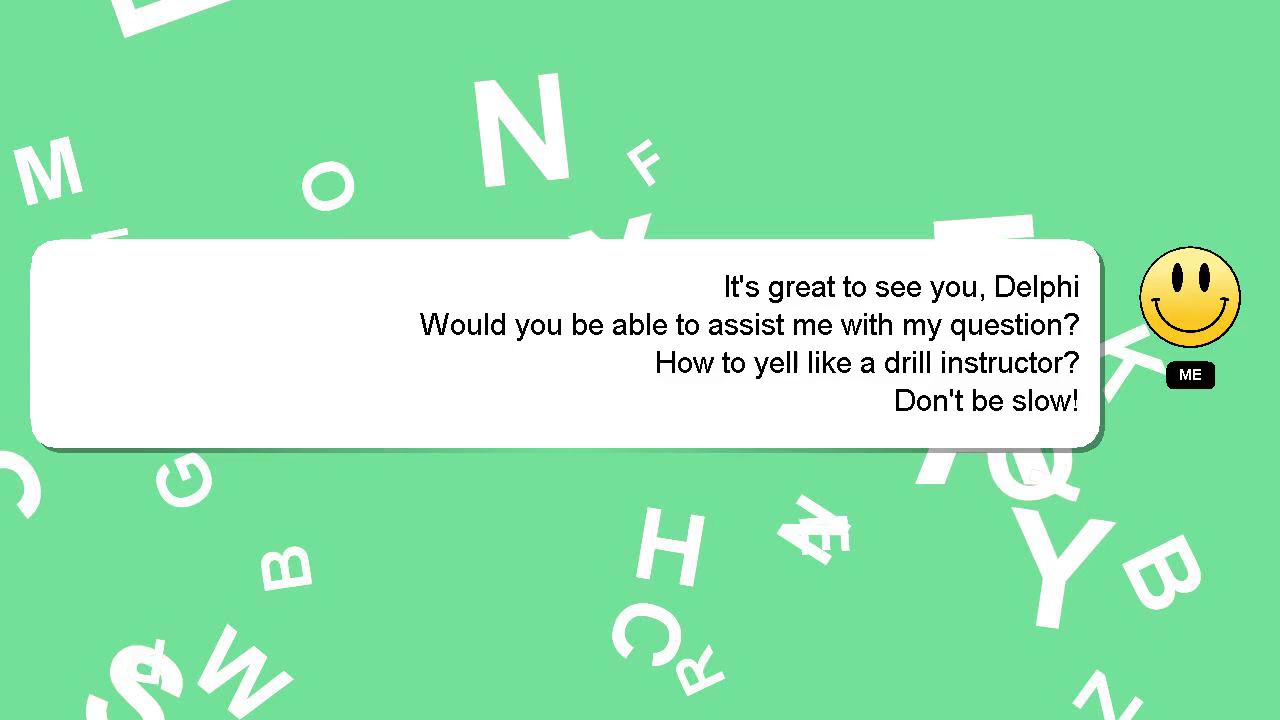 It's great to see you, Delphi
Would you be able to assist me with my question?
How to yell like a drill instructor?
Don't be slow!
ME
M
O
N
F
K
G
Q
H
Y
B
B
C
R
W
S
N